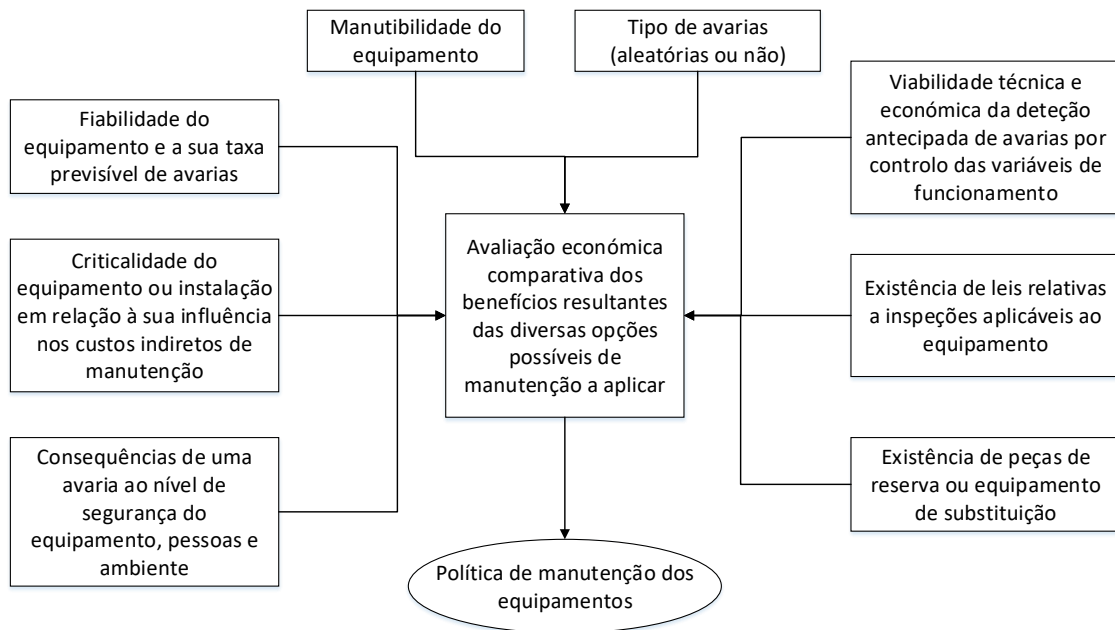 Manutibilidade do
equipamento
Tipo de avarias
(aleatórias ou não)
Fiabilidade do
equipamento e a sua taxa
previsível de avarias
Viabilidade técnica e
económica da deteção
antecipada de avarias por
controlo das variáveis de
funcionamento
Criticalidade do
equipamento ou instalação
em relação à sua influência
nos custos indiretos de
manutenção
Avaliação económica
comparativa dos
benefícios resultantes
das diversas opções
possíveis de
manutenção a aplicar
Existência de leis relativas
a inspeções aplicáveis ao
equipamento
Consequências de uma
avaria ao nível de
segurança do
equipamento, pessoas e
ambiente
Existência de peças de
reserva ou equipamento
de substituição
Política de manutenção dos
equipamentos